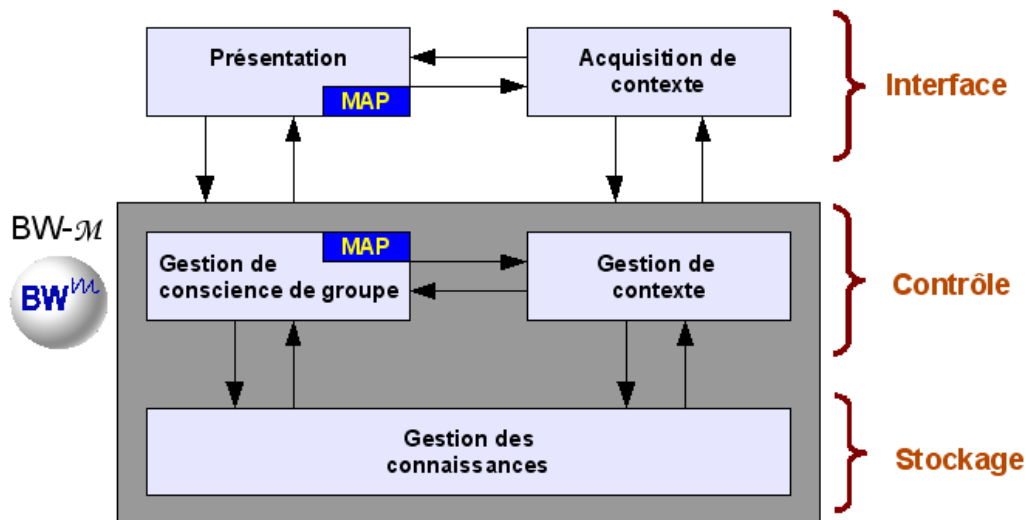 Présentation
MAP
Acquisition de
contexte
Interface
BW-M
BW m
MAP
Gestion de
conscience de groupe
Gestion de
contexte
Contrôle
Gestion des
connaissances
Stockage